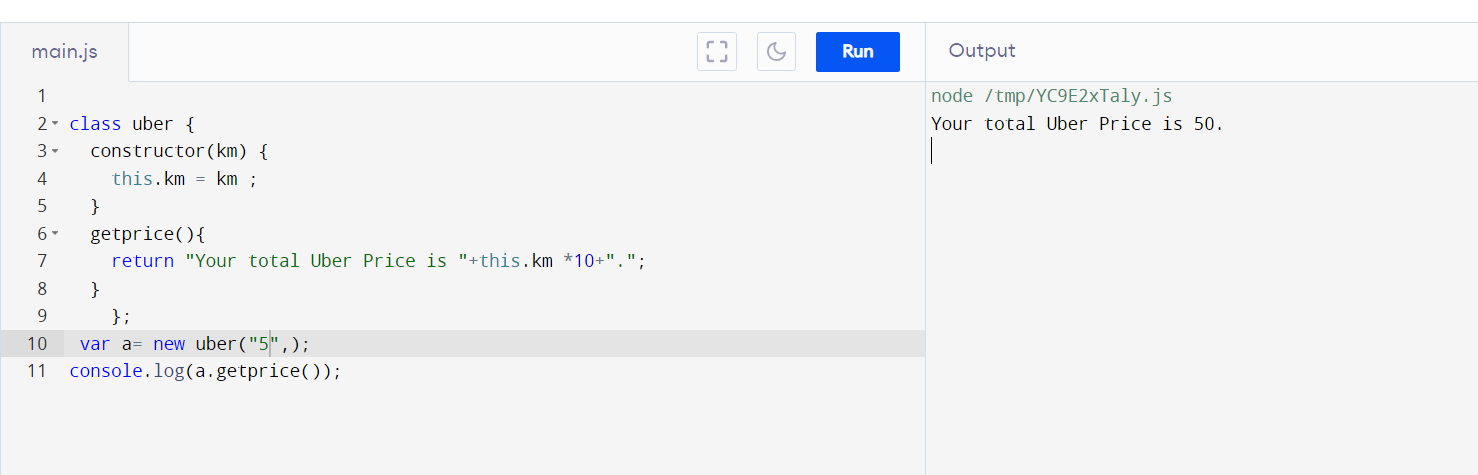 main.js
Run
Output
1
2 class uber {
3 constructor(km) {
4 this.km = km ;
5 }
6 getprice(){
7 return "Your total Uber Price is "+this.km *10+".";
8 }
9 };
10 var a= new uber("5",);
11 console.log(a.getprice());
node /tmp/YC9E2xTaly.js
Your total Uber Price is 50.